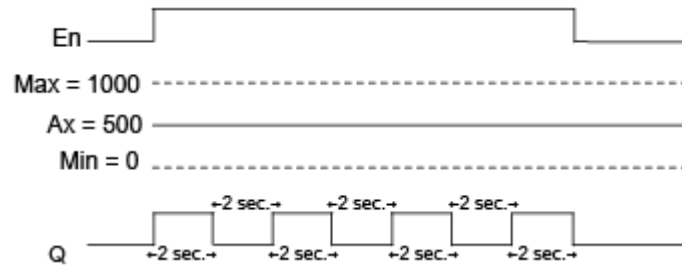 En
Max = 1000
Ax = 500
Min = 0
←2 sec.→ ←2 sec.→ ←2 sec.→
Q ←2 sec.→ ←2 sec.→ ←2 sec.→ ←2 sec.→